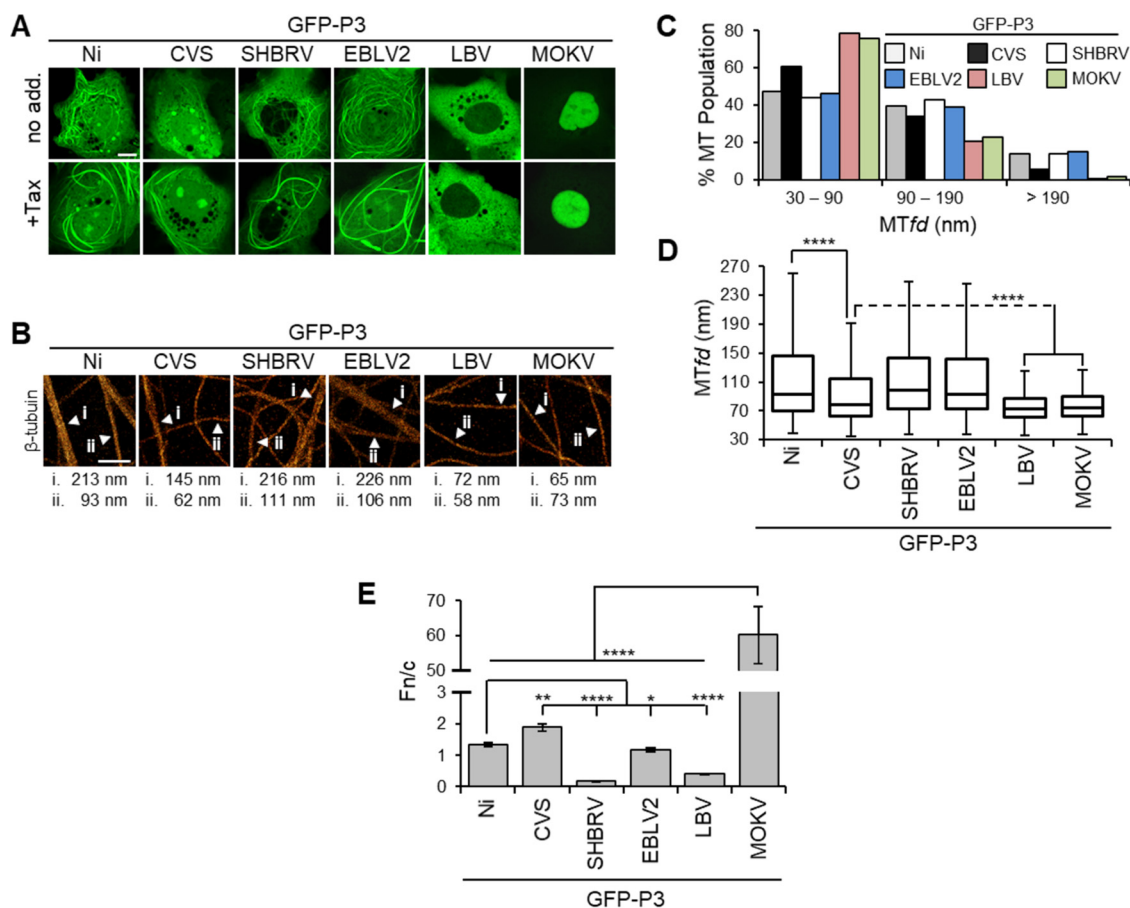 A
GFP-P3
Ni CVS SHBRV EBLV2 LBV MOKV
no add.
+Tax
B
GFP-P3
Ni CVS SHBRV EBLV2 LBV MOKV
β-tubuin
i ii i ii i ii i ii i ii i ii
i. 213 nm i. 145 nm i. 216 nm i. 226 nm i. 72 nm i. 65 nm
ii. 93 nm ii. 62 nm ii. 111 nm ii. 106 nm ii. 58 nm ii. 73 nm
C
GFP-P3
Ni CVS SHBRV
EBLV2 LBV MOKV
% MT Population
80
60
40
20
0
30 – 90 90 – 190 > 190
MTfd (nm)
D
MTfd (nm)
270
230
190
150
110
70
30
**** ****
Ni CVS SHBRV EBLV2 LBV MOKV
GFP-P3
E
Fn/c
70
60
50
3
2
1
0
****
** **** * ****
Ni CVS SHBRV EBLV2 LBV MOKV
GFP-P3